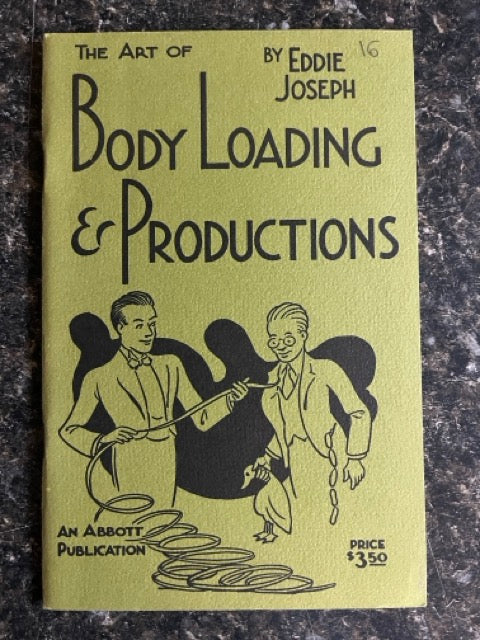 THE ART OF
BY EDDIE JOSEPH
16
BODY LOADING
& PRODUCTIONS
AN ABBOTT
PUBLICATION
PRICE
$3.50